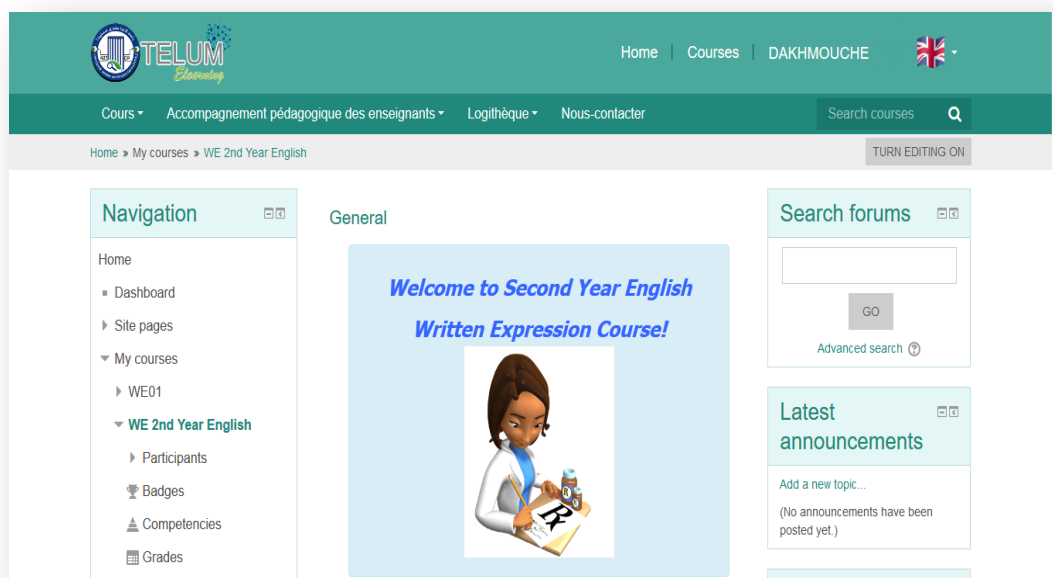 TELUM
Elearning
Home
Courses
DAKHMOUCHE
Cours
Accompagnement pédagogique des enseignants
Logithèque
Nous-contacter
Search courses
Home » My courses » WE 2nd Year English
TURN EDITING ON
Navigation
Home
Dashboard
Site pages
My courses
WE01
WE 2nd Year English
Participants
Badges
Competencies
Grades
General
Welcome to Second Year English
Written Expression Course!
Rx
Search forums
GO
Advanced search
Latest
announcements
Add a new topic...
(No announcements have been
posted yet.)